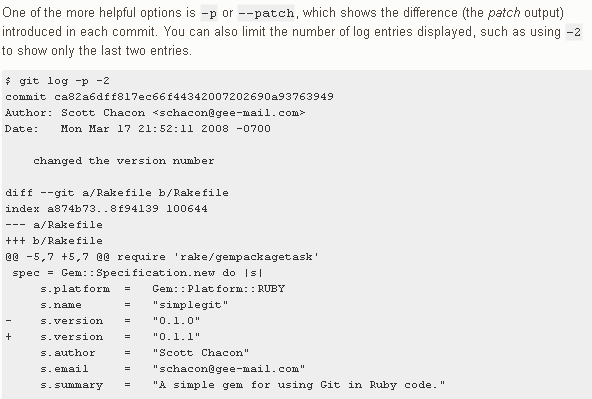 One of the more helpful options is -p or --patch, which shows the difference (the patch output)
introduced in each commit. You can also limit the number of log entries displayed, such as using -2
to show only the last two entries.
$ git log -p -2
commit ca82a6dff817ec66f44342007202690a93763949
Author: Scott Chacon <schacon@gee-mail.com>
Date:   Mon Mar 17 21:52:11 2008 -0700
    changed the version number
diff --git a/Rakefile b/Rakefile
index a874b73..8f94139 100644
--- a/Rakefile
+++ b/Rakefile
@@ -5,7 +5,7 @@ require 'rake/gempackagetask'
 spec = Gem::Specification.new do |s|
     s.platform  =   Gem::Platform::RUBY
     s.name      =   "simplegit"
-    s.version   =   "0.1.0"
+    s.version   =   "0.1.1"
     s.author    =   "Scott Chacon"
     s.email     =   "schacon@gee-mail.com"
     s.summary   =   "A simple gem for using Git in Ruby code."